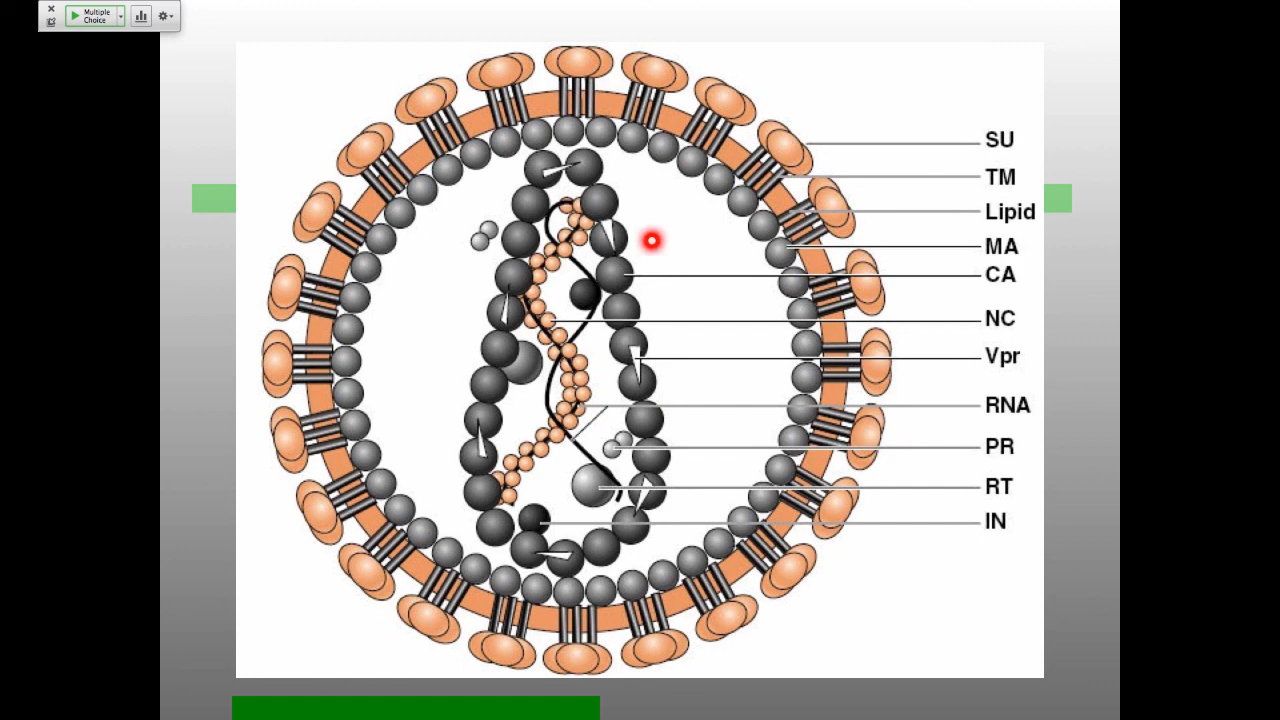 Multiple
Choice
SU
TM
Lipid
MA
CA
NC
Vpr
RNA
PR
RT
IN